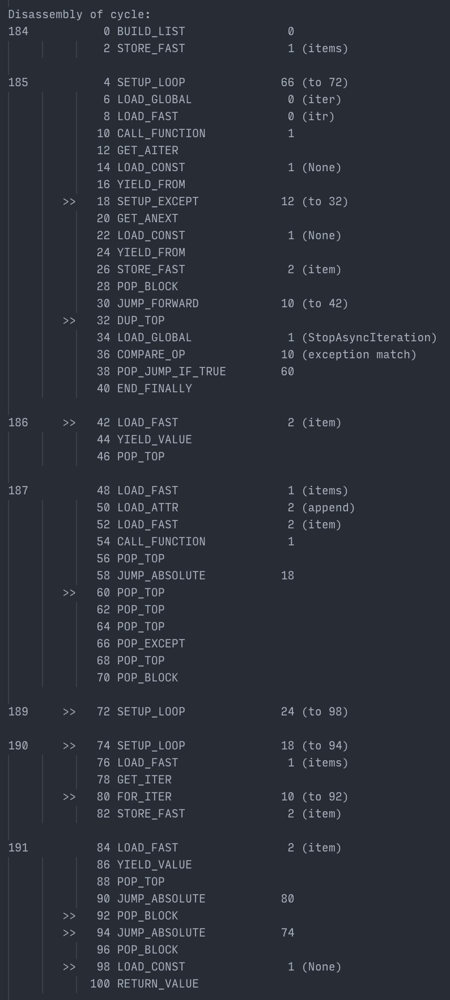 Disassembly of cycle:
184 0 BUILD_LIST 0
2 STORE_FAST 1 (items)
185 4 SETUP_LOOP 66 (to 72)
6 LOAD_GLOBAL 0 (iter)
8 LOAD_FAST 0 (itr)
10 CALL_FUNCTION 1
12 GET_AITER
14 LOAD_CONST 1 (None)
16 YIELD_FROM
>> 18 SETUP_EXCEPT 12 (to 32)
20 GET_ANEXT
22 LOAD_CONST 1 (None)
24 YIELD_FROM
26 STORE_FAST 2 (item)
28 POP_BLOCK
30 JUMP_FORWARD 10 (to 42)
>> 32 DUP_TOP
34 LOAD_GLOBAL 1 (StopAsyncIteration)
36 COMPARE_OP 10 (exception match)
38 POP_JUMP_IF_TRUE 60
40 END_FINALLY
186 >> 42 LOAD_FAST 2 (item)
44 YIELD_VALUE
46 POP_TOP
187 48 LOAD_FAST 1 (items)
50 LOAD_ATTR 2 (append)
52 LOAD_FAST 2 (item)
54 CALL_FUNCTION 1
56 POP_TOP
58 JUMP_ABSOLUTE 18
>> 60 POP_TOP
62 POP_TOP
64 POP_TOP
66 POP_EXCEPT
68 POP_TOP
70 POP_BLOCK
189 >> 72 SETUP_LOOP 24 (to 98)
190 >> 74 SETUP_LOOP 18 (to 94)
76 LOAD_FAST 1 (items)
78 GET_ITER
>> 80 FOR_ITER 10 (to 92)
82 STORE_FAST 2 (item)
191 84 LOAD_FAST 2 (item)
86 YIELD_VALUE
88 POP_TOP
90 JUMP_ABSOLUTE 80
>> 92 POP_BLOCK
>> 94 JUMP_ABSOLUTE 74
96 POP_BLOCK
>> 98 LOAD_CONST 1 (None)
100 RETURN_VALUE